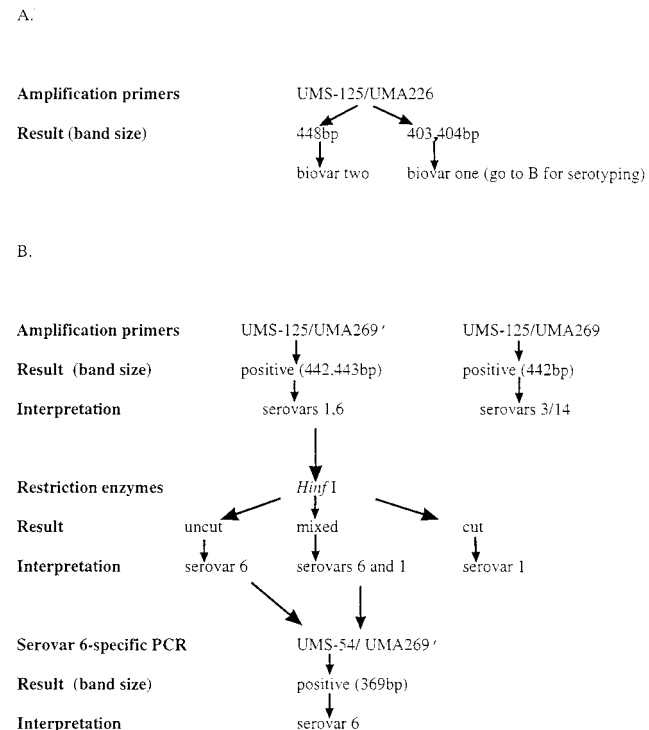 A.
Amplification primers UMS-125/UMA226
Result (band size) 448bp 403,404bp
biovar two biovar one (go to B for serotyping)
B.
Amplification primers UMS-125/UMA269' UMS-125/UMA269
Result (band size) positive (442,443bp) positive (442bp)
Interpretation serovars 1,6 serovars 3/14
Restriction enzymes Hinf I
Result uncut mixed cut
Interpretation serovar 6 serovars 6 and 1 serovar 1
Serovar 6-specific PCR UMS-54/ UMA269'
Result (band size) positive (369bp)
Interpretation serovar 6